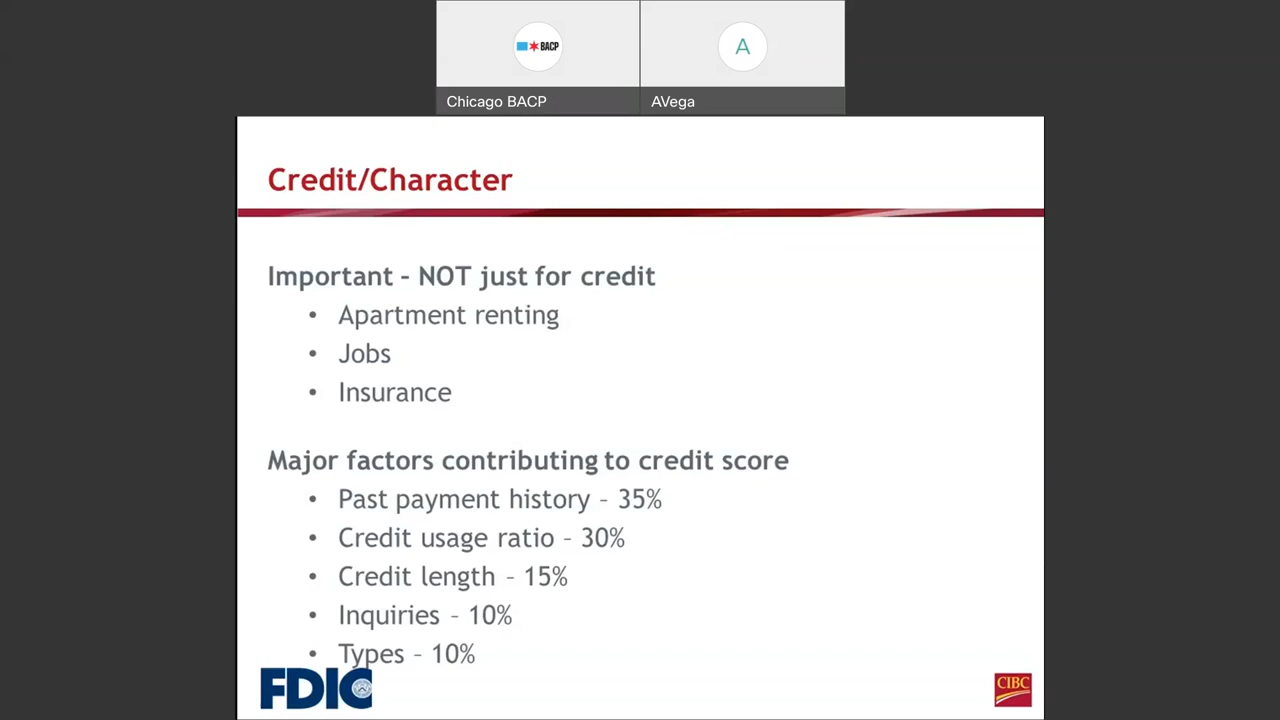 BACP
A
Chicago BACP
AVega
Credit/Character
Important – NOT just for credit
• Apartment renting
• Jobs
• Insurance
Major factors contributing to credit score
• Past payment history – 35%
• Credit usage ratio – 30%
• Credit length – 15%
• Inquiries – 10%
• Types – 10%
FDIC
CIBC